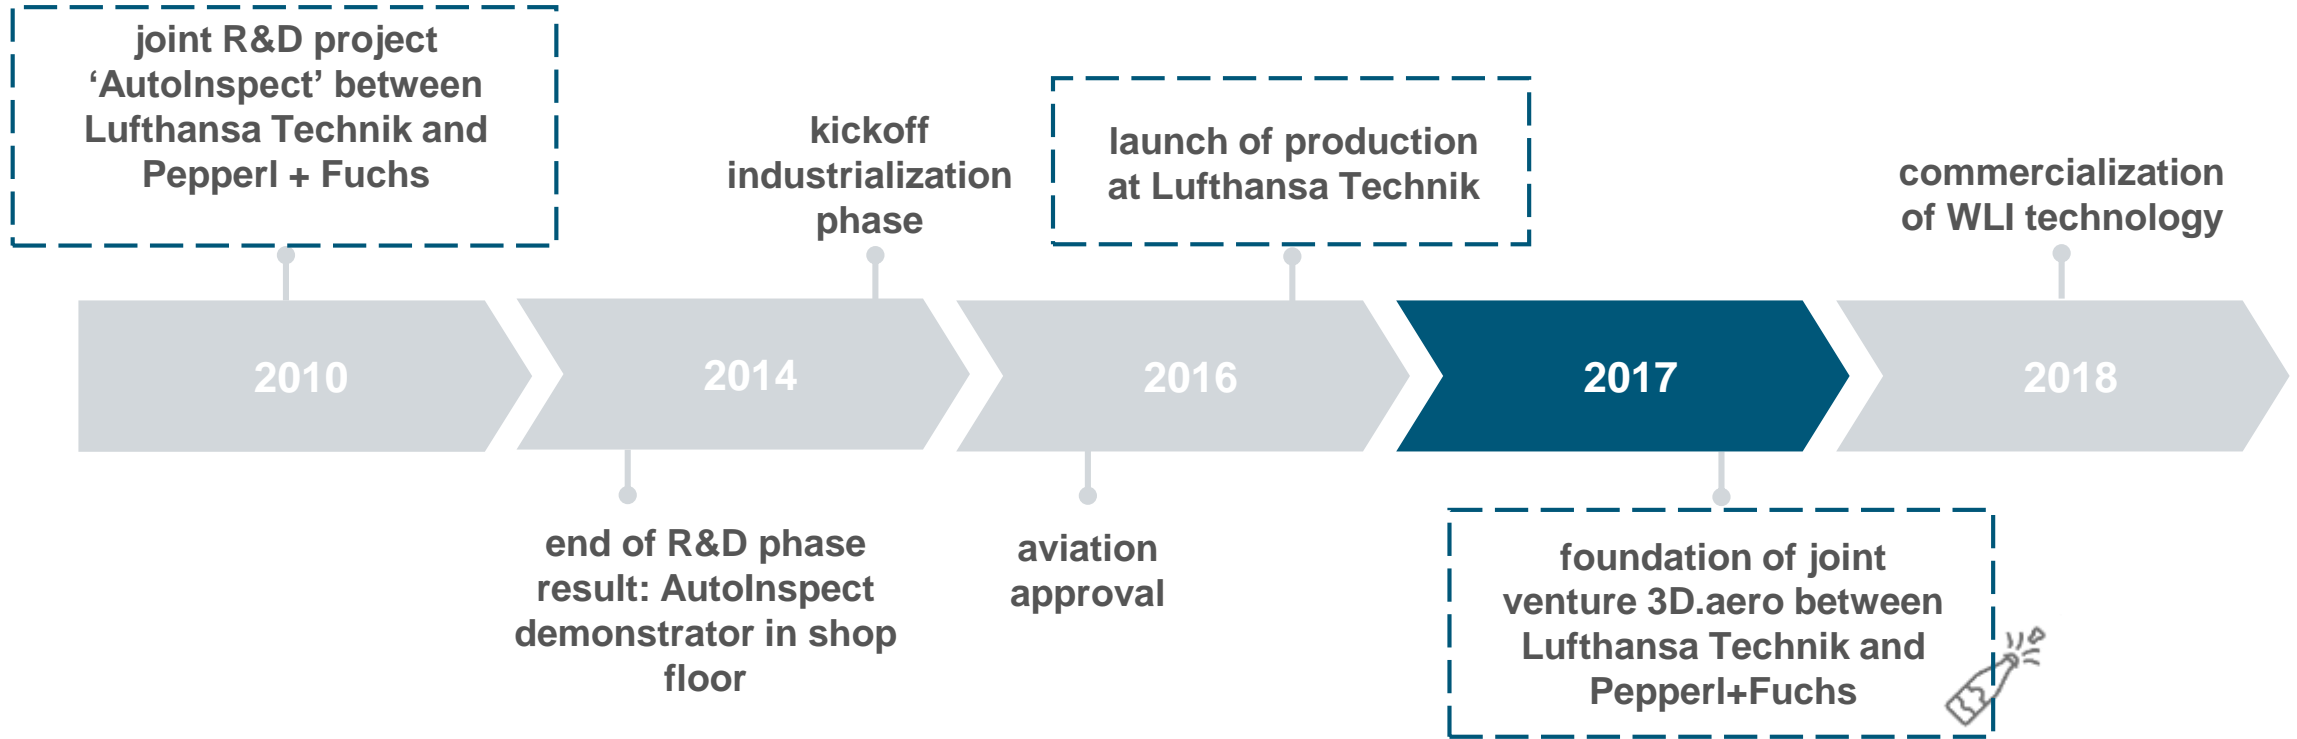 joint R&D project
‘AutoInspect’ between
Lufthansa Technik and
Pepperl + Fuchs
kickoff
industrialization
phase
launch of production
at Lufthansa Technik
commercialization
of WLI technology
2010
2014
2016
2017
2018
end of R&D phase
result: AutoInspect
demonstrator in shop
floor
aviation
approval
foundation of joint
venture 3D.aero between
Lufthansa Technik and
Pepperl+Fuchs